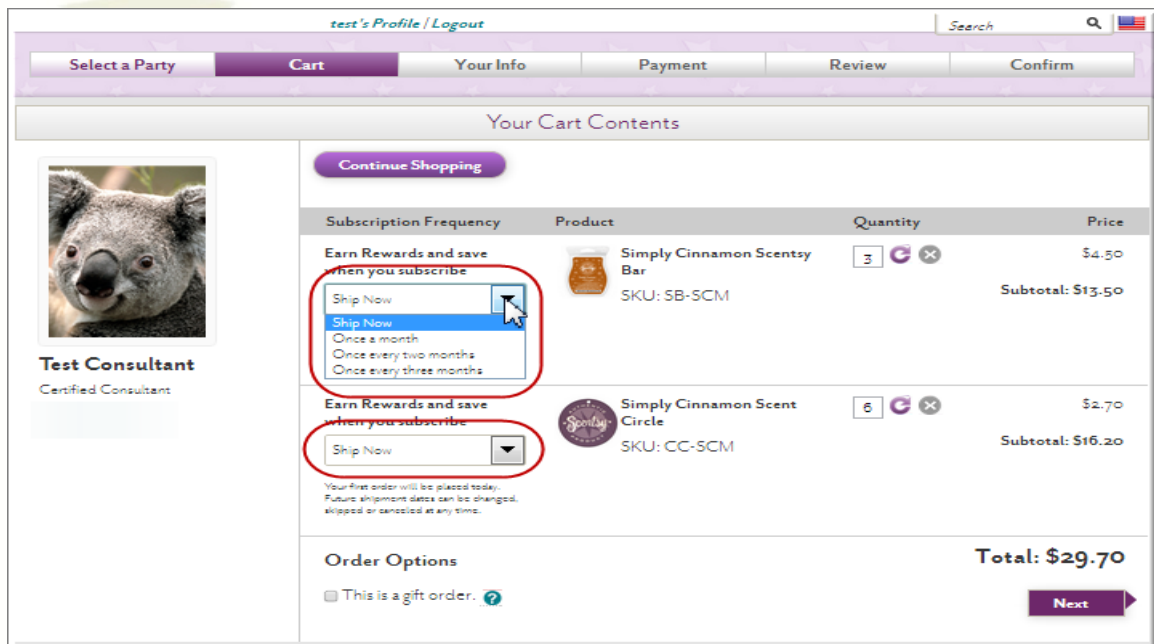 test's Profile / Logout
Search
Select a Party Cart Your Info Payment Review Confirm
Your Cart Contents
Continue Shopping
Subscription Frequency Product Quantity Price
Earn Rewards and save
when you subscribe
Ship Now
Ship Now
Once a month
Once every two months
Once every three months
Simply Cinnamon Scentsy
Bar
SKU: SB-SCM
3
$4.50
Subtotal: $13.50
Test Consultant
Certified Consultant
Earn Rewards and save
when you subscribe
Ship Now
Your first order will be placed today.
Future shipment dates can be changed,
skipped or canceled at any time.
Scentsy
Simply Cinnamon Scent
Circle
SKU: CC-SCM
6
$2.70
Subtotal: $16.20
Order Options
This is a gift order. ?
Total: $29.70
Next